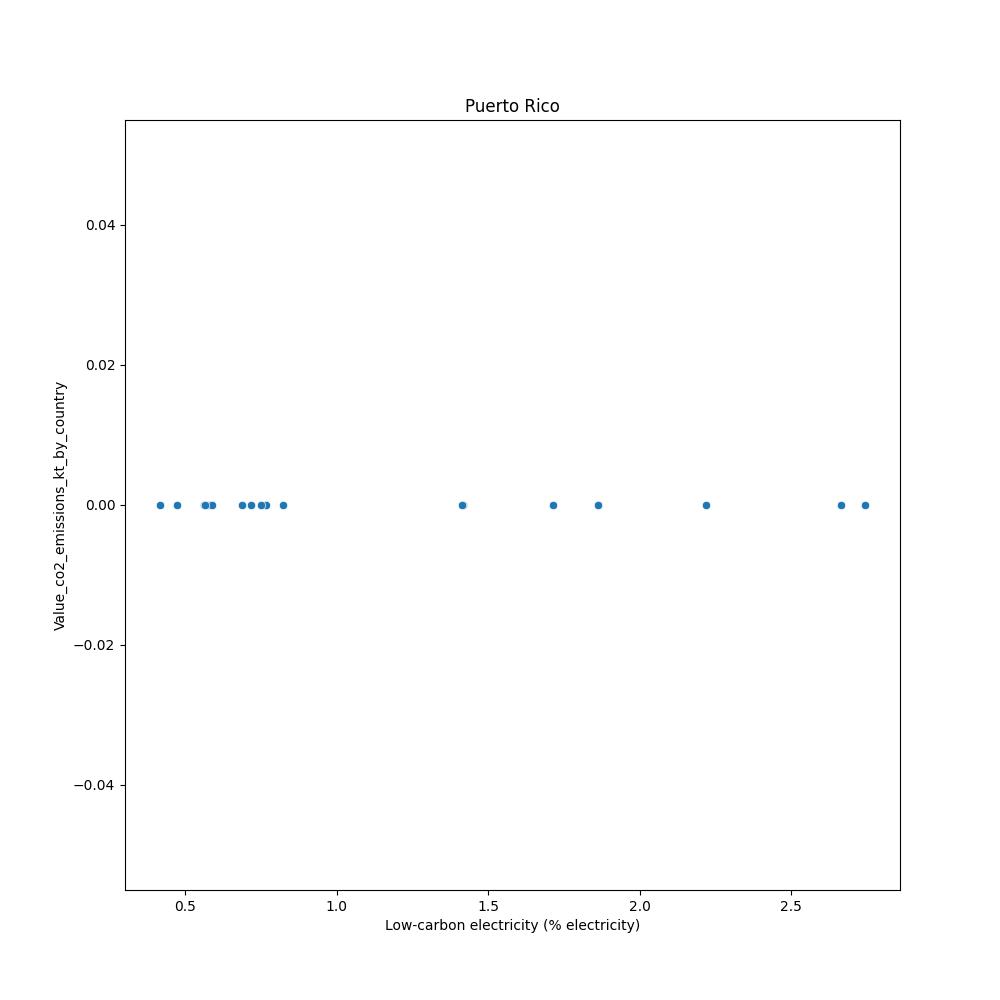 Puerto Rico
0.04
0.02
0.00
−0.02
−0.04
Value_co2_emissions_kt_by_country
0.5 1.0 1.5 2.0 2.5
Low-carbon electricity (% electricity)